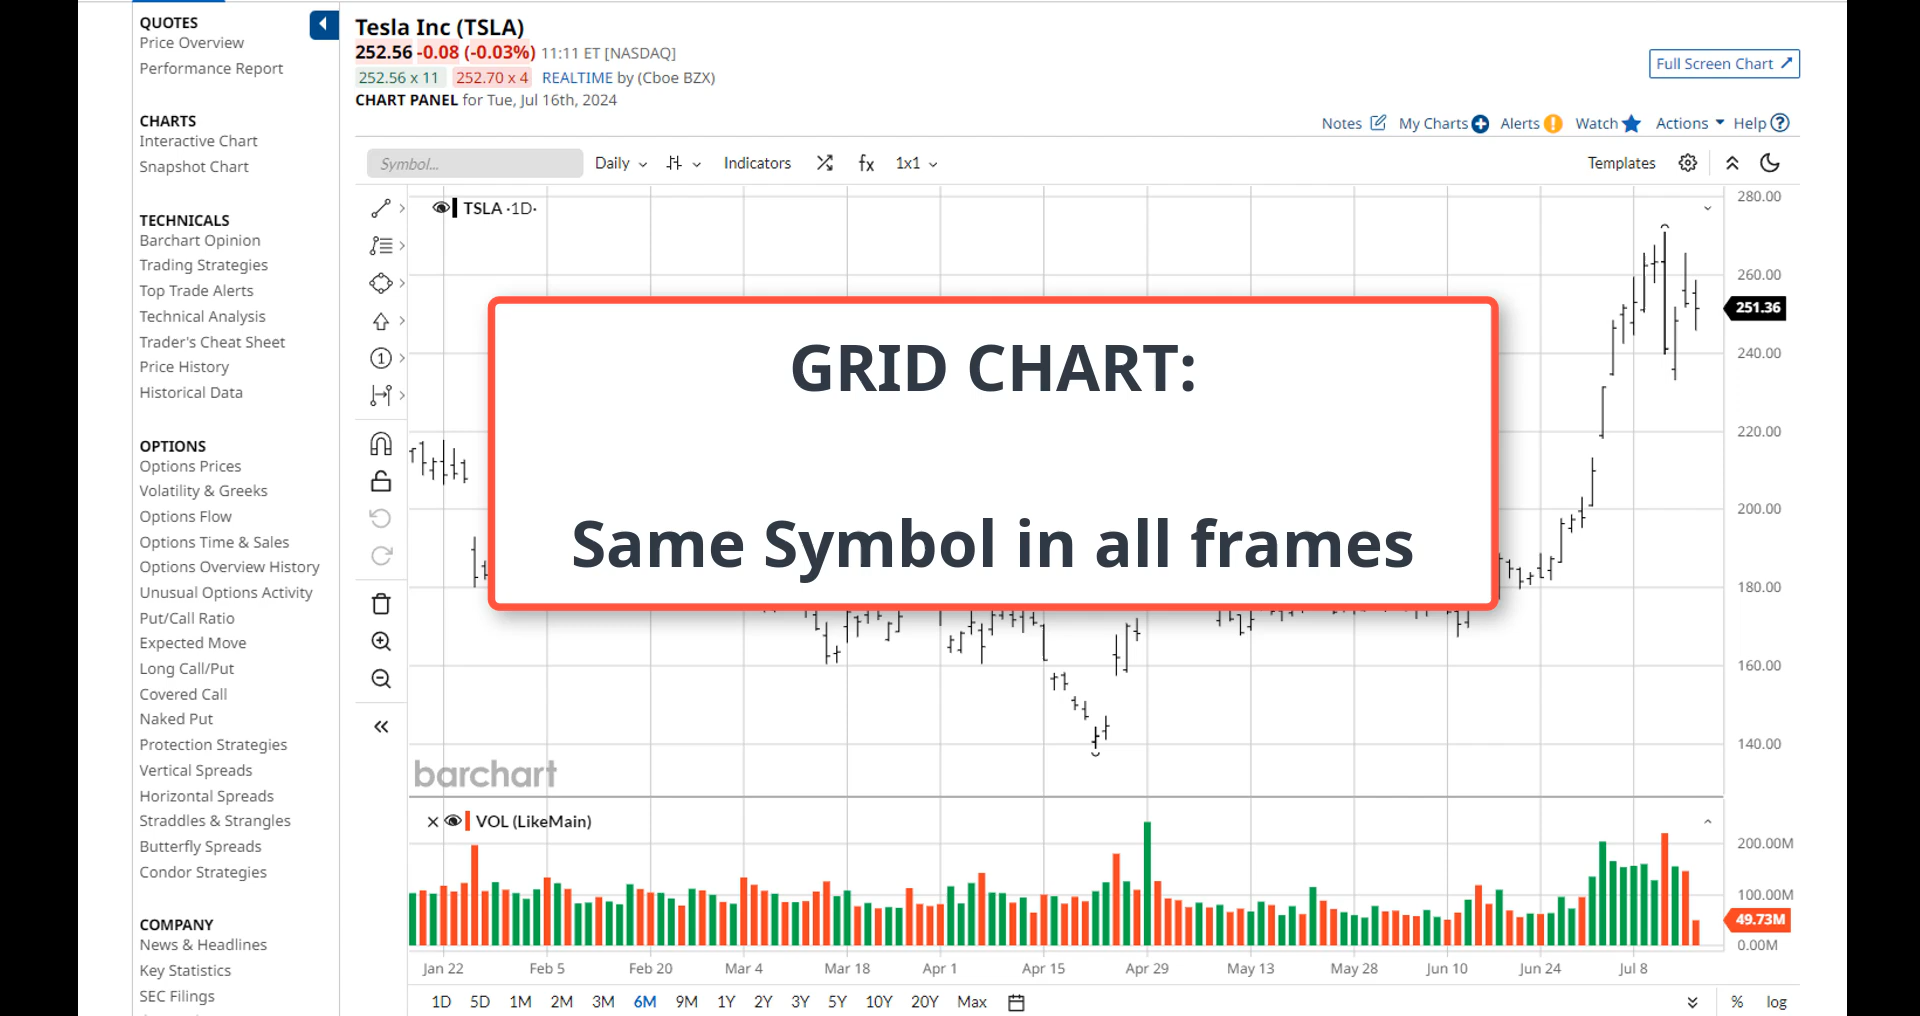 QUOTES
Price Overview
Performance Report
CHARTS
Interactive Chart
Snapshot Chart
TECHNICALS
Barchart Opinion
Trading Strategies
Top Trade Alerts
Technical Analysis
Trader's Cheat Sheet
Price History
Historical Data
OPTIONS
Options Prices
Volatility & Greeks
Options Flow
Options Time & Sales
Options Overview History
Unusual Options Activity
Put/Call Ratio
Expected Move
Long Call/Put
Covered Call
Naked Put
Protection Strategies
Vertical Spreads
Horizontal Spreads
Straddles & Strangles
Butterfly Spreads
Condor Strategies
COMPANY
News & Headlines
Key Statistics
SEC Filings
Tesla Inc (TSLA)
252.56 -0.08 (-0.03%) 11:11 ET [NASDAQ]
252.56 x 11 252.70 x 4 REALTIME by (Cboe BZX)
CHART PANEL for Tue, Jul 16th, 2024
Full Screen Chart
Notes My Charts Alerts Watch Actions Help
Symbol... Daily Indicators fx 1x1 Templates
TSLA ·1D·
GRID CHART:
Same Symbol in all frames
280.00
260.00
251.36
240.00
220.00
200.00
180.00
160.00
140.00
barchart
VOL (LikeMain)
200.00M
100.00M
49.73M
0.00M
Jan 22 Feb 5 Feb 20 Mar 4 Mar 18 Apr 1 Apr 15 Apr 29 May 13 May 28 Jun 10 Jun 24 Jul 8
1D 5D 1M 2M 3M 6M 9M 1Y 2Y 3Y 5Y 10Y 20Y Max % log